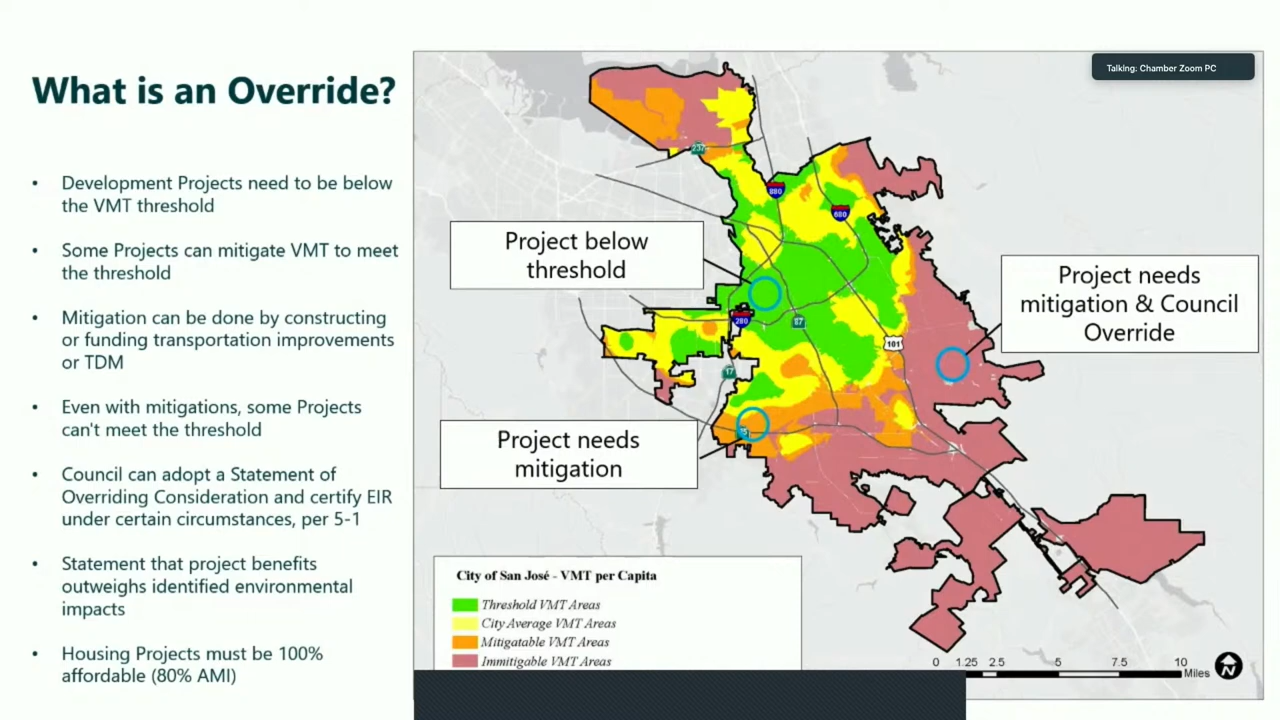 What is an Override?
• Development Projects need to be below
the VMT threshold
• Some Projects can mitigate VMT to meet
the threshold
• Mitigation can be done by constructing
or funding transportation improvements
or TDM
• Even with mitigations, some Projects
can't meet the threshold
• Council can adopt a Statement of
Overriding Consideration and certify EIR
under certain circumstances, per 5-1
• Statement that project benefits
outweighs identified environmental
impacts
• Housing Projects must be 100%
affordable (80% AMI)
Talking: Chamber Zoom PC
237
880
680
Project below
threshold
Project needs
mitigation & Council
Override
280
87
101
17
85
Project needs
mitigation
City of San José - VMT per Capita
Threshold VMT Areas
City Average VMT Areas
Mitigatable VMT Areas
Immitigable VMT Areas
0 1.25 2.5 5 7.5 10
Miles
N